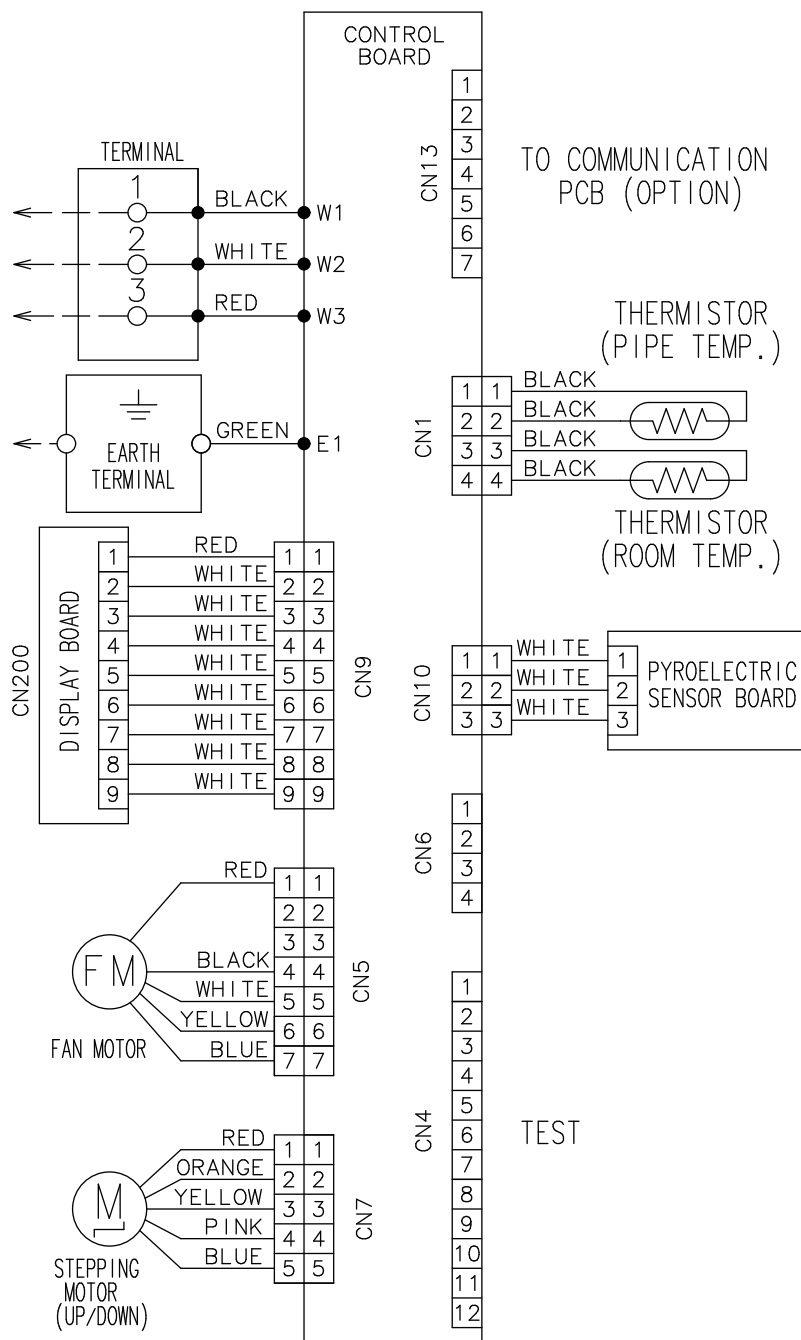 CONTROL
BOARD
CN13
1
2
3
4
5
6
7
TO COMMUNICATION
PCB (OPTION)
TERMINAL
1 BLACK W1
2 WHITE W2
3 RED W3
EARTH
TERMINAL
GREEN E1
THERMISTOR
(PIPE TEMP.)
CN1
1 1 BLACK
2 2 BLACK
3 3 BLACK
4 4 BLACK
THERMISTOR
(ROOM TEMP.)
CN200
DISPLAY BOARD
1 RED 1 1
2 WHITE 2 2
3 WHITE 3 3
4 WHITE 4 4
5 WHITE 5 5
6 WHITE 6 6
7 WHITE 7 7
8 WHITE 8 8
9 WHITE 9 9
CN9
CN10
1 1 WHITE 1
2 2 WHITE 2
3 3 WHITE 3
PYROELECTRIC
SENSOR BOARD
CN6
1
2
3
4
FM
FAN MOTOR
RED 1 1
2 2
3 3
BLACK 4 4
WHITE 5 5
YELLOW 6 6
BLUE 7 7
CN5
CN4
1
2
3
4
5
6
7
8
9
10
11
12
TEST
M
STEPPING
MOTOR
(UP/DOWN)
RED 1 1
ORANGE 2 2
YELLOW 3 3
PINK 4 4
BLUE 5 5
CN7